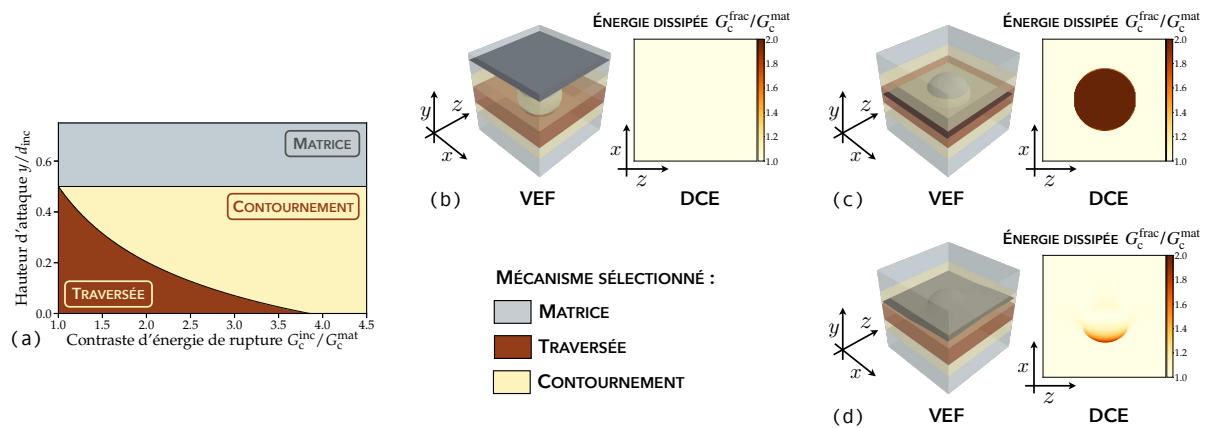 (a)
Hauteur d'attaque y/d_inc
0.6
0.4
0.2
0.0
MATRICE
CONTOURNEMENT
TRAVERSÉE
1.0 1.5 2.0 2.5 3.0 3.5 4.0 4.5
Contraste d'énergie de rupture G_c^inc/G_c^mat
(b)
ÉNERGIE DISSIPÉE G_c^frac/G_c^mat
y
z
x
x
z
2.0
1.8
1.6
1.4
1.2
1.0
VEF
DCE
MÉCANISME SÉLECTIONNÉ :
MATRICE
TRAVERSÉE
CONTOURNEMENT
(c)
ÉNERGIE DISSIPÉE G_c^frac/G_c^mat
y
z
x
x
z
2.0
1.8
1.6
1.4
1.2
1.0
VEF
DCE
(d)
ÉNERGIE DISSIPÉE G_c^frac/G_c^mat
y
z
x
x
z
2.0
1.8
1.6
1.4
1.2
1.0
VEF
DCE